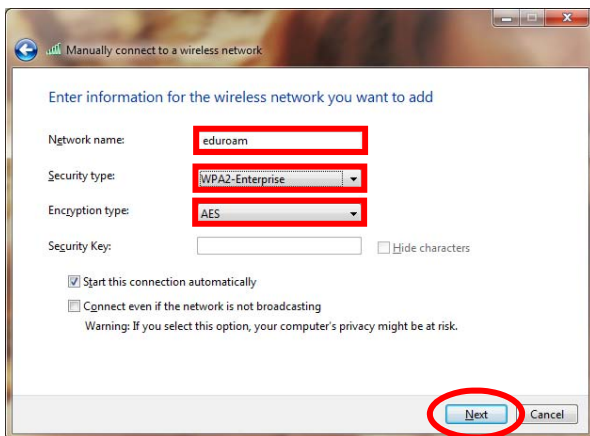 Manually connect to a wireless network
Enter information for the wireless network you want to add
Network name: eduroam
Security type: WPA2-Enterprise
Encryption type: AES
Security Key: Hide characters
Start this connection automatically
Connect even if the network is not broadcasting
Warning: If you select this option, your computer's privacy might be at risk.
Next Cancel